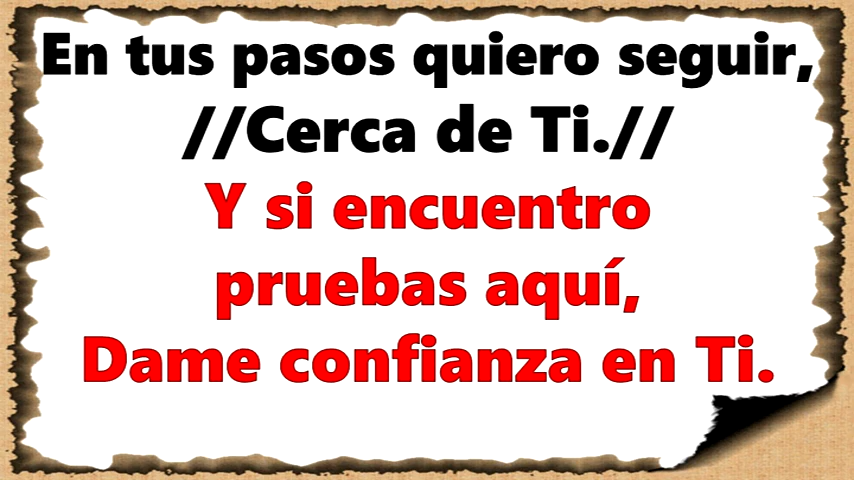 En tus pasos quiero seguir,
//Cerca de Ti.//
Y si encuentro
pruebas aquí,
Dame confianza en Ti.